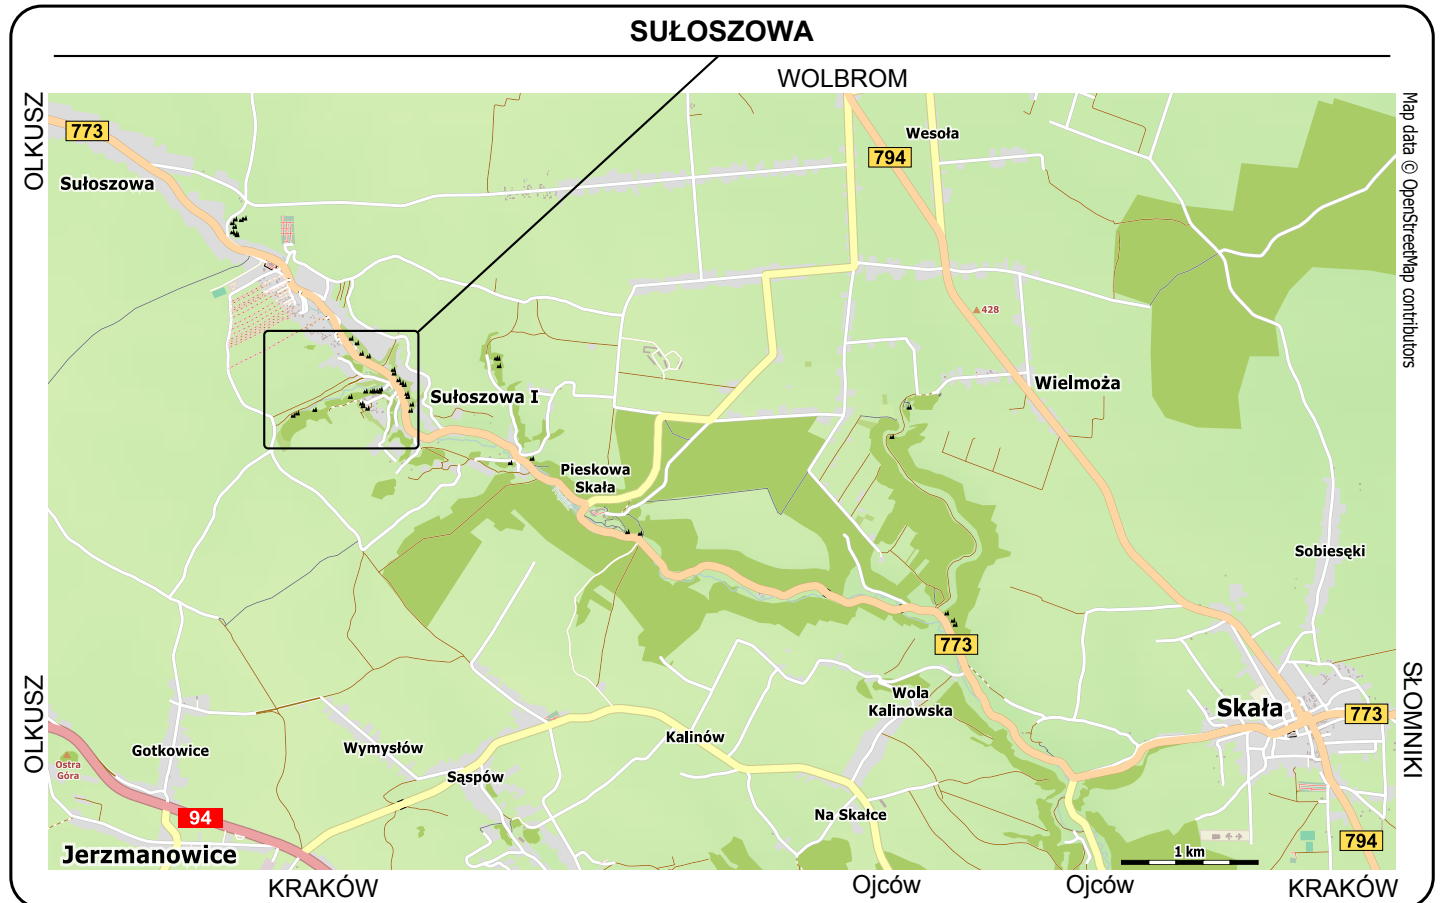 SUŁOSZOWA
WOLBROM
OLKUSZ
773
Sułoszowa
794
Wesoła
Map data © OpenStreetMap contributors
428
Wielmoża
Sułoszowa I
Pieskowa
Skała
Sobiesęki
773
Wola
Kalinowska
Skała
773
SŁOMNIKI
OLKUSZ
Gotkowice
Wymysłów
Kalinów
Ostra
Góra
Sąspów
Na Skałce
94
794
Jerzmanowice
1 km
KRAKÓW
Ojców
Ojców
KRAKÓW